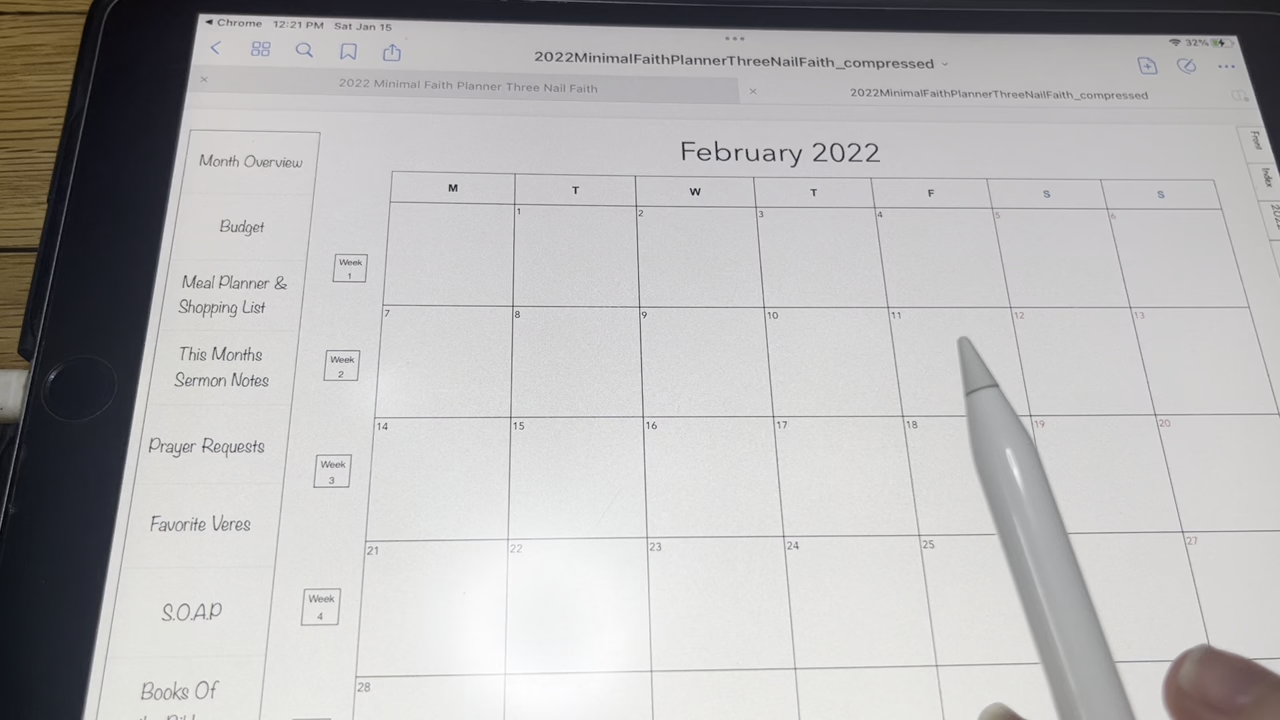 Chrome 12:21 PM Sat Jan 15
32%
2022MinimalFaithPlannerThreeNailFaith_compressed
2022 Minimal Faith Planner Three Nail Faith
2022MinimalFaithPlannerThreeNailFaith_compressed
Front
Index
Month Overview
Budget
Meal Planner &
Shopping List
This Months
Sermon Notes
Prayer Requests
Favorite Veres
S.O.A.P
Books Of
February 2022
M T W T F S S
Week
1
1 2 3 4 5 6
Week
2
7 8 9 10 11 12 13
Week
3
14 15 16 17 18 19 20
Week
4
21 22 23 24 25 27
28